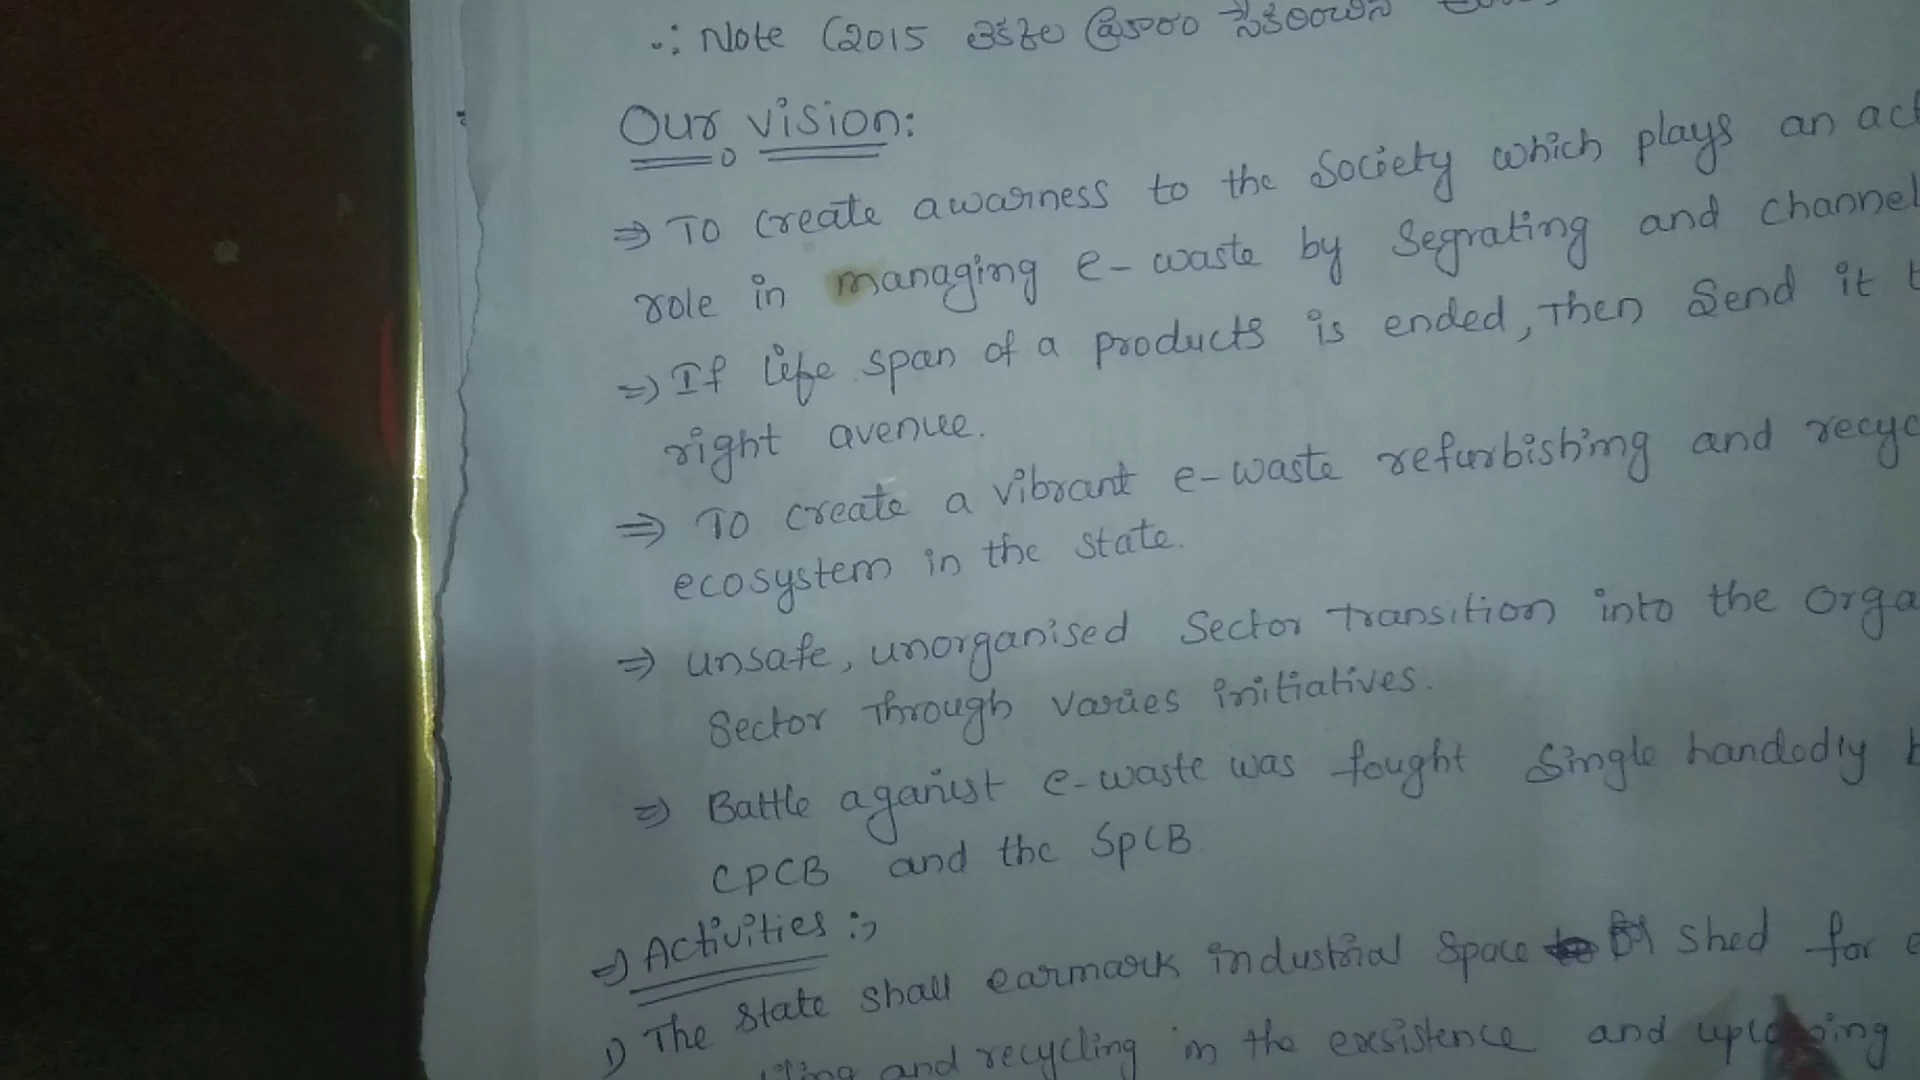 ∴ Note (2015
Our vision:
⇒ To create awarness to the Society which plays an act
role in managing e-waste by Segrating and channel
⇒ If life span of a products is ended, Then Send it t
right avenue.
⇒ To create a vibrant e-waste refurbishing and recyc
ecosystem in the state.
⇒ unsafe, unorganised Sector transition into the orga
Sector Through varies initiatives.
⇒ Battle aganist e-waste was fought Single handodly b
CPCB and the SPCB
⇒ Activities :-
1) The state shall earmark industrial Space shed for e
and recycling in the exsistence and